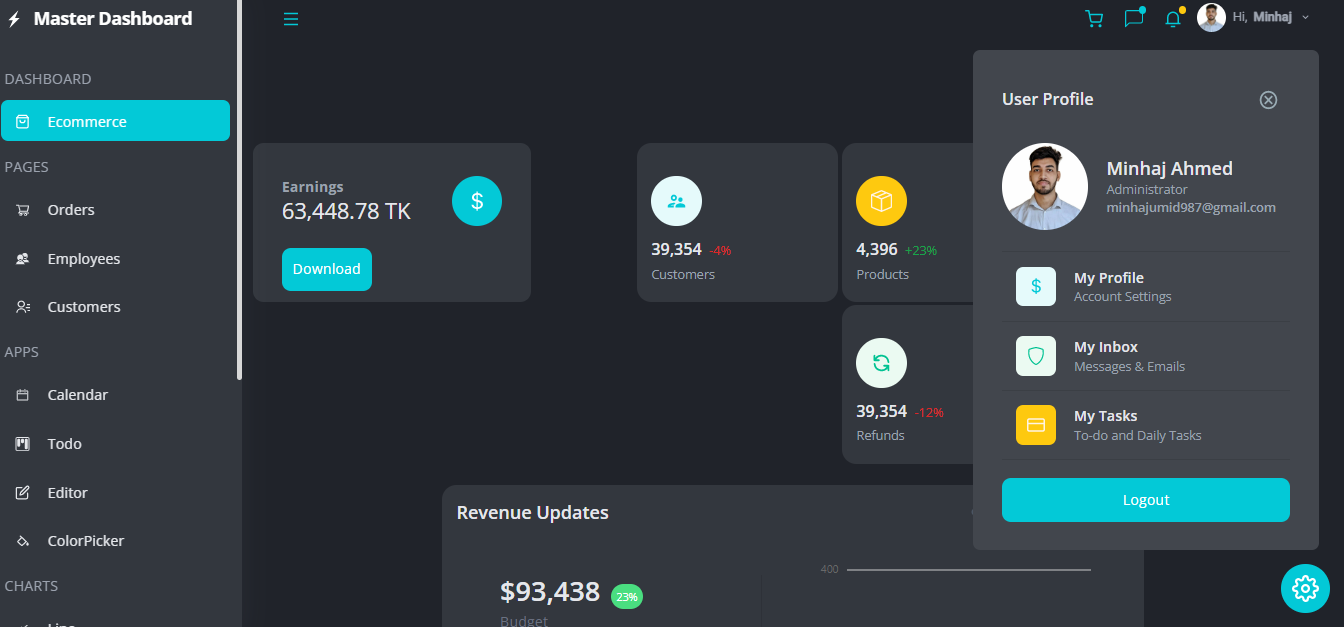 Master Dashboard
Hi, Minhaj
DASHBOARD
Ecommerce
PAGES
Orders
Employees
Customers
APPS
Calendar
Todo
Editor
ColorPicker
CHARTS
Line
Earnings
63,448.78 TK
$
Download
39,354 -4%
Customers
4,396 +23%
Products
39,354 -12%
Refunds
Revenue Updates
$93,438 23%
Budget
400
User Profile
Minhaj Ahmed
Administrator
minhajumid987@gmail.com
$
My Profile
Account Settings
My Inbox
Messages & Emails
My Tasks
To-do and Daily Tasks
Logout